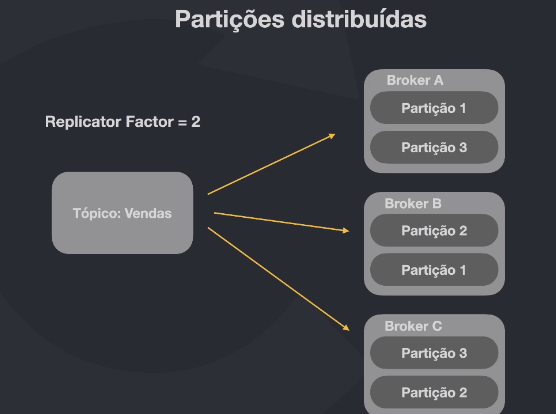 Partições distribuídas
Replicator Factor = 2
Tópico: Vendas
Broker A
Partição 1
Partição 3
Broker B
Partição 2
Partição 1
Broker C
Partição 3
Partição 2